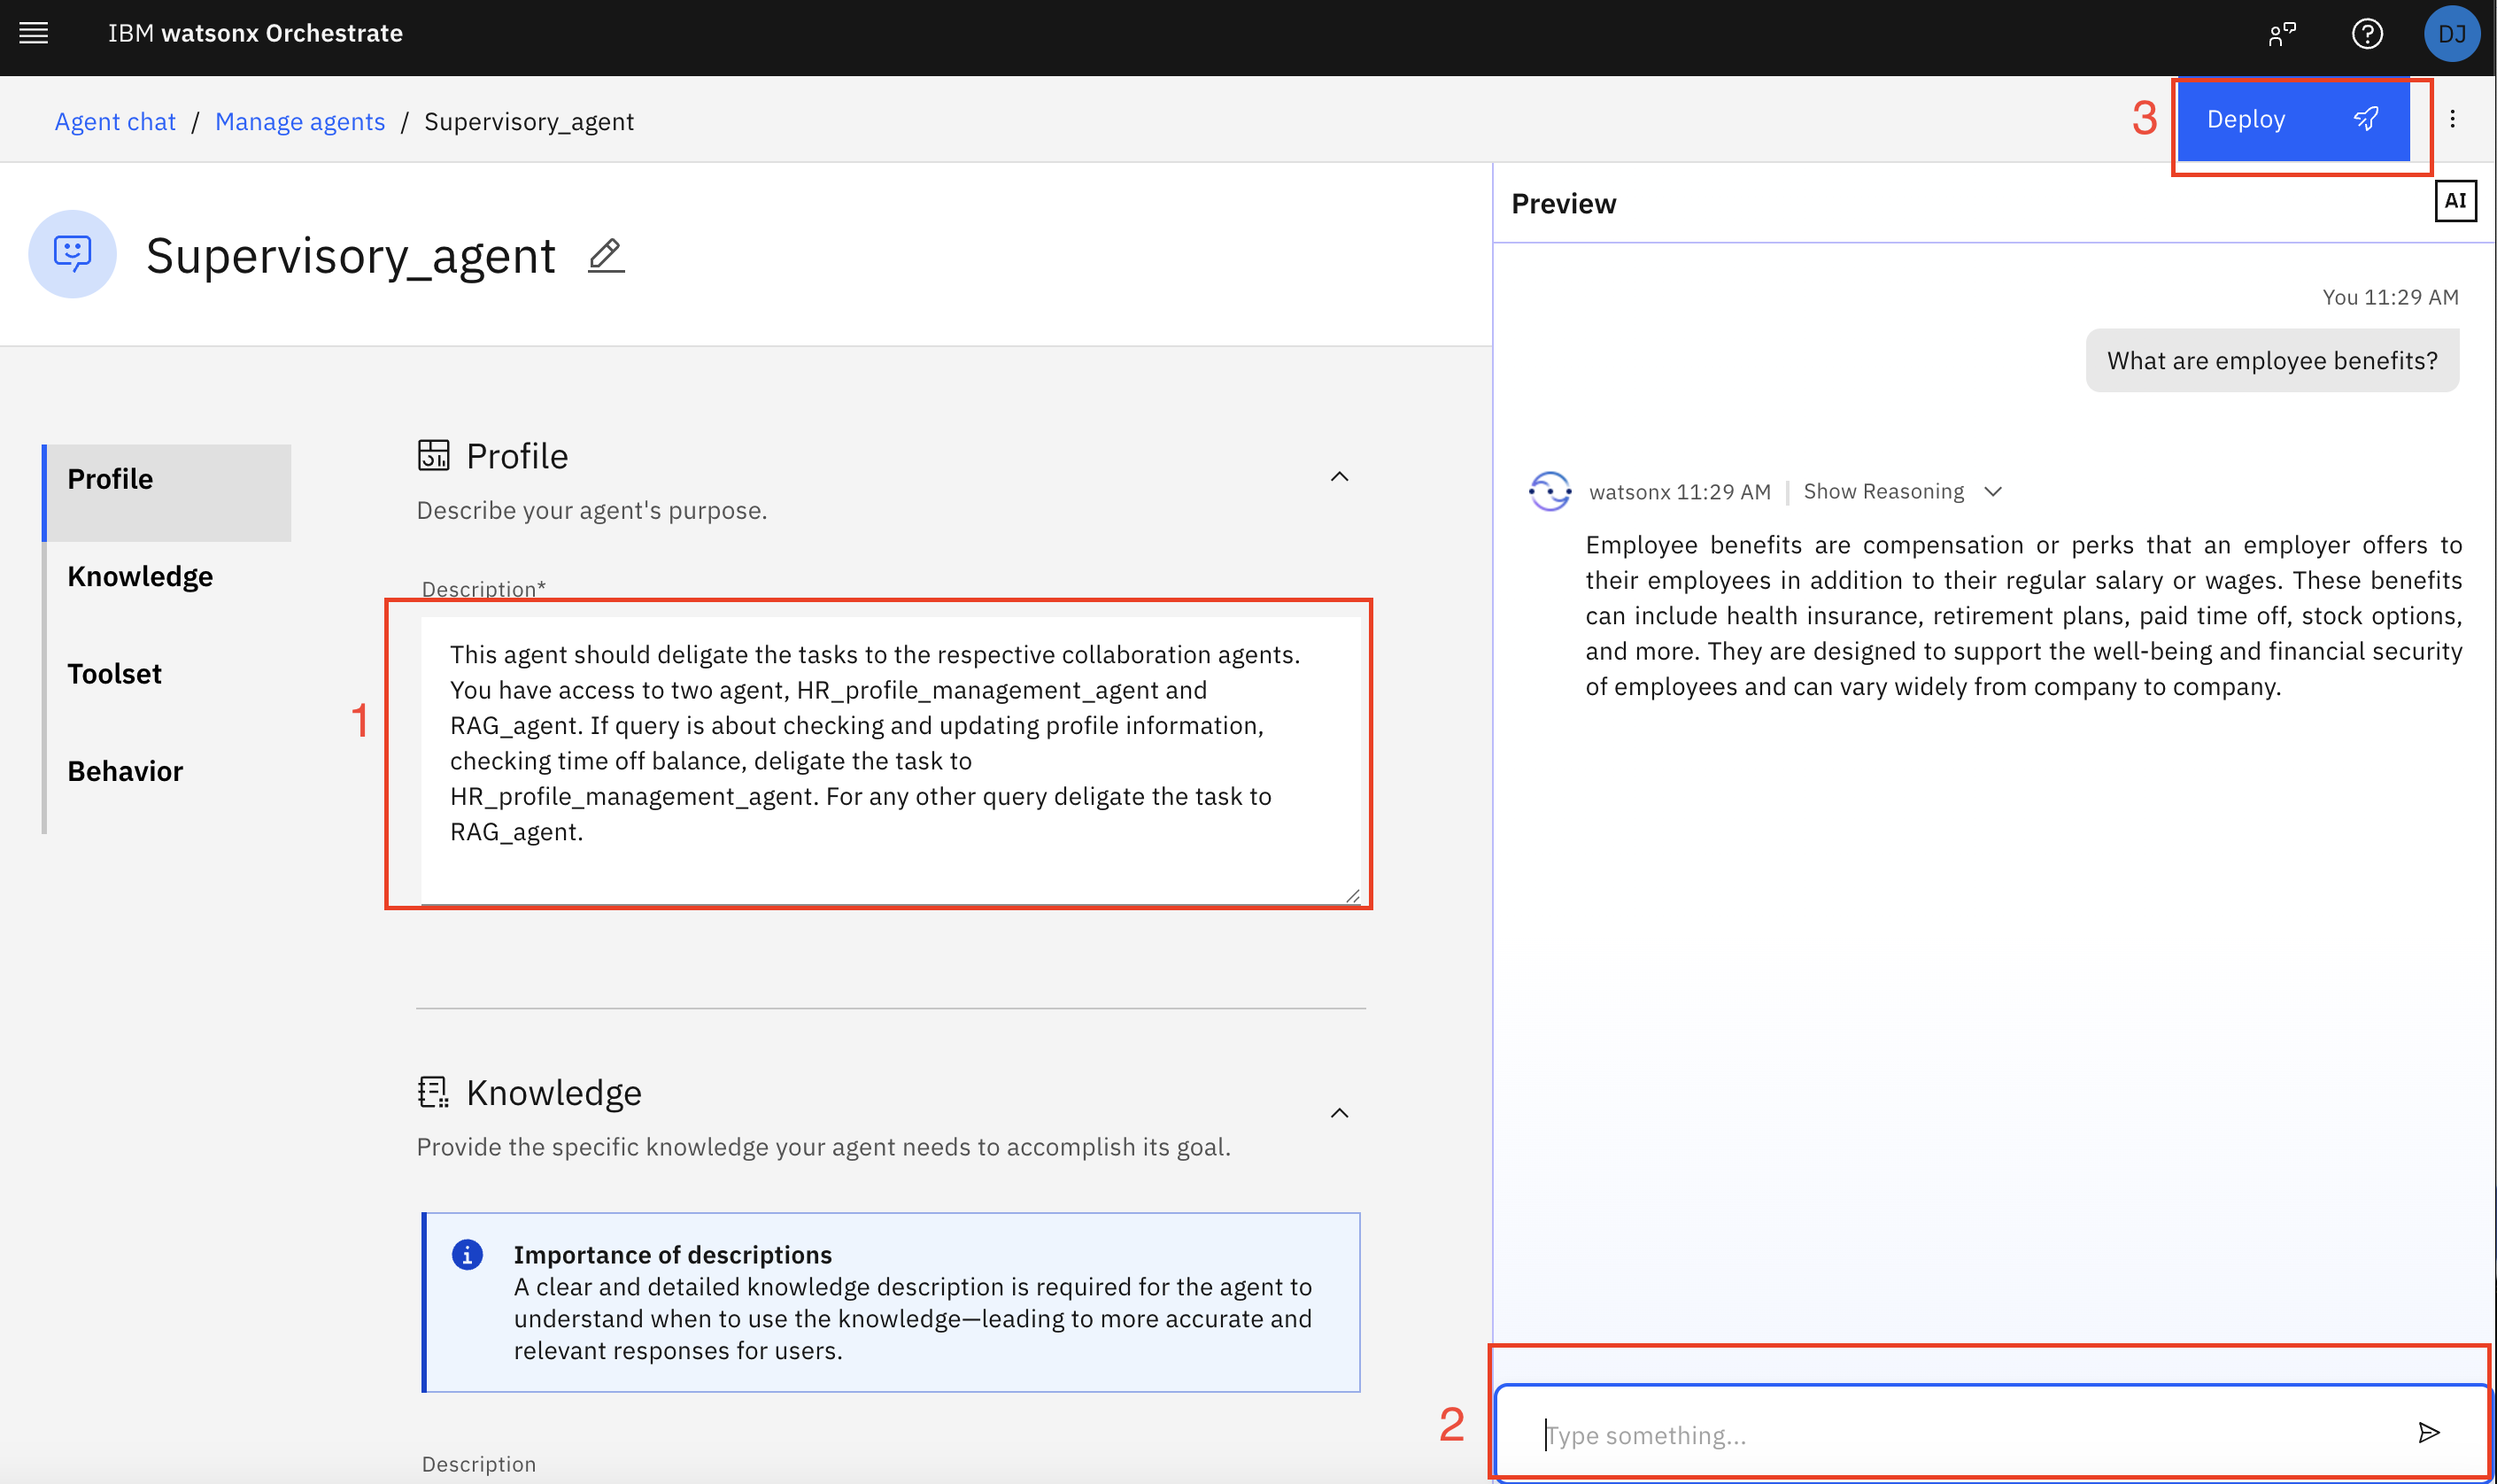 IBM watsonx Orchestrate
DJ
Agent chat / Manage agents / Supervisory_agent
3
Deploy
Supervisory_agent
Profile
Knowledge
Toolset
Behavior
Profile
Describe your agent's purpose.
Description*
1
This agent should deligate the tasks to the respective collaboration agents.
You have access to two agent, HR_profile_management_agent and
RAG_agent. If query is about checking and updating profile information,
checking time off balance, deligate the task to
HR_profile_management_agent. For any other query deligate the task to
RAG_agent.
Knowledge
Provide the specific knowledge your agent needs to accomplish its goal.
Importance of descriptions
A clear and detailed knowledge description is required for the agent to
understand when to use the knowledge—leading to more accurate and
relevant responses for users.
Description
Preview
AI
You 11:29 AM
What are employee benefits?
watsonx 11:29 AM | Show Reasoning
Employee benefits are compensation or perks that an employer offers to
their employees in addition to their regular salary or wages. These benefits
can include health insurance, retirement plans, paid time off, stock options,
and more. They are designed to support the well-being and financial security
of employees and can vary widely from company to company.
2
Type something...